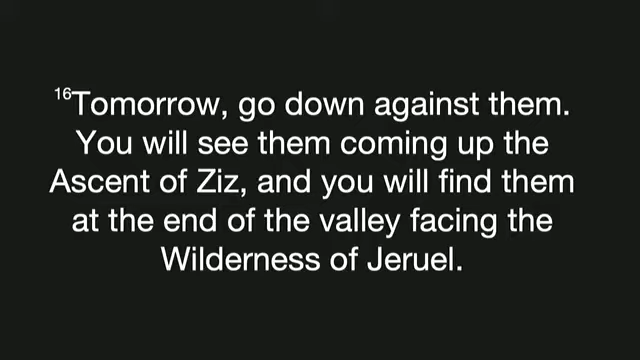 16Tomorrow, go down against them.
You will see them coming up the
Ascent of Ziz, and you will find them
at the end of the valley facing the
Wilderness of Jeruel.